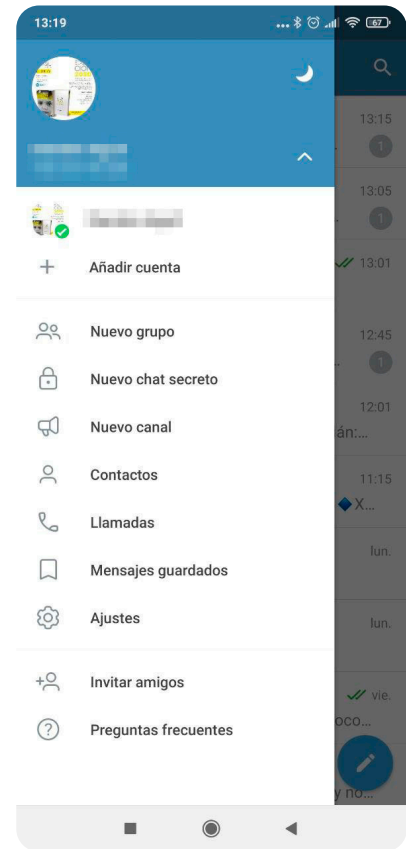 13:19
67
13:15
1
13:05
1
Añadir cuenta
13:01
Nuevo grupo
12:45
1
Nuevo chat secreto
12:01
Nuevo canal
án:...
Contactos
11:15
X...
Llamadas
lun.
Mensajes guardados
Ajustes
lun.
Invitar amigos
vie.
oco...
Preguntas frecuentes
y no...